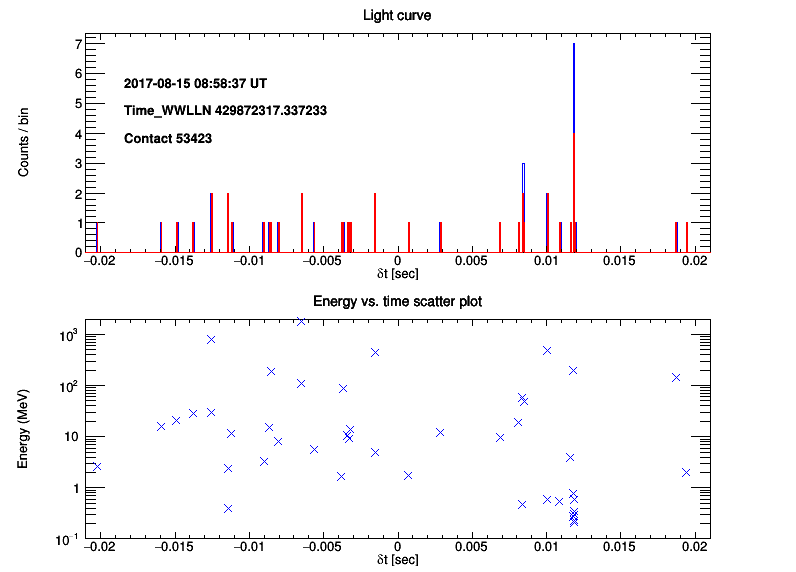 Light curve
7
6
5
4
3
2
1
0
Counts / bin
2017-08-15 08:58:37 UT
Time_WWLLN 429872317.337233
Contact 53423
−0.02 −0.015 −0.01 −0.005 0 0.005 0.01 0.015 0.02
δt [sec]
Energy vs. time scatter plot
10³
10²
10
1
10⁻¹
Energy (MeV)
−0.02 −0.015 −0.01 −0.005 0 0.005 0.01 0.015 0.02
δt [sec]